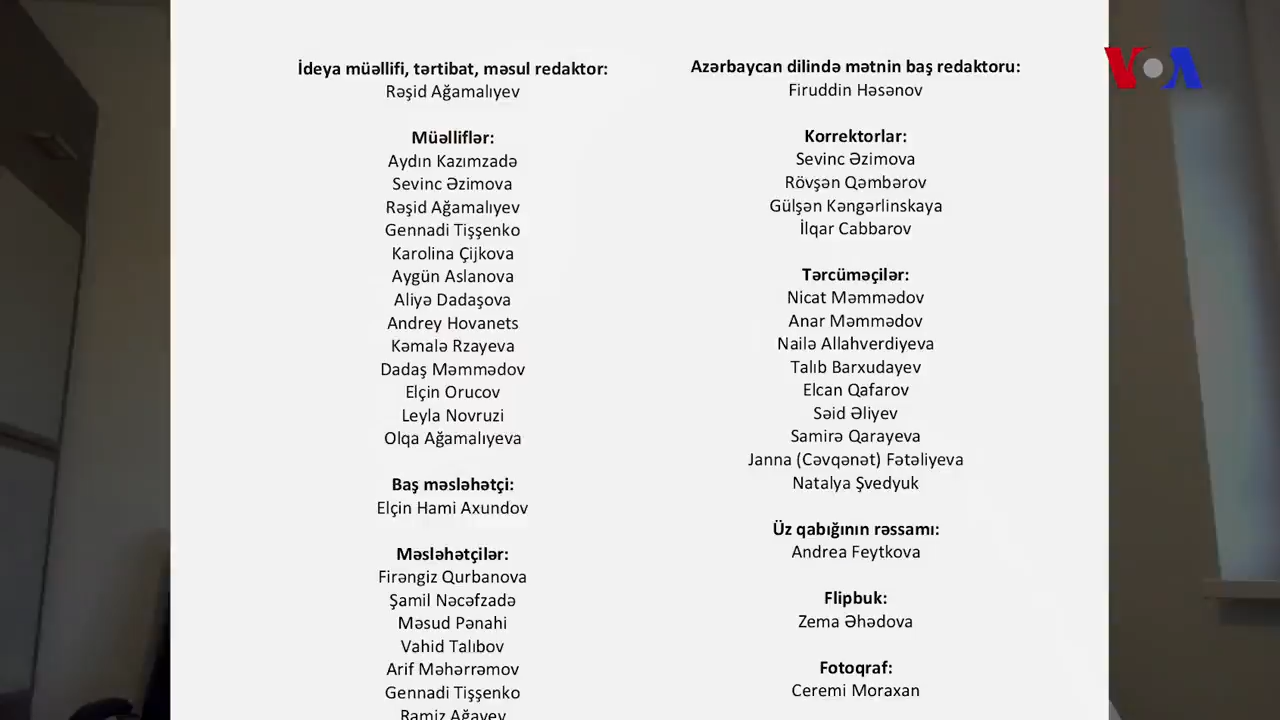 İdeya müəllifi, tərtibat, məsul redaktor:
Rəşid Ağamalıyev
Müəlliflər:
Aydın Kazımzadə
Sevinc Əzimova
Rəşid Ağamalıyev
Gennadi Tişşenko
Karolina Çijkova
Aygün Aslanova
Aliyə Dadaşova
Andrey Hovanets
Kəmalə Rzayeva
Dadaş Məmmədov
Elçin Orucov
Leyla Novruzi
Olqa Ağamalıyeva
Baş məsləhətçi:
Elçin Hami Axundov
Məsləhətçilər:
Firəngiz Qurbanova
Şamil Nəcəfzadə
Məsud Pənahi
Vahid Talıbov
Arif Məhərrəmov
Gennadi Tişşenko
Ramiz Ağayev
Azərbaycan dilində mətnin baş redaktoru:
Firuddin Həsənov
Korrektorlar:
Sevinc Əzimova
Rövşən Qəmbərov
Gülşən Kəngərlinskaya
İlqar Cabbarov
Tərcüməçilər:
Nicat Məmmədov
Anar Məmmədov
Nailə Allahverdiyeva
Talıb Barxudayev
Elcan Qafarov
Səid Əliyev
Samirə Qarayeva
Janna (Cəvqənət) Fətəliyeva
Natalya Şvedyuk
Üz qabığının rəssamı:
Andrea Feytkova
Flipbuk:
Zema Əhədova
Fotoqraf:
Ceremi Moraxan
VOA